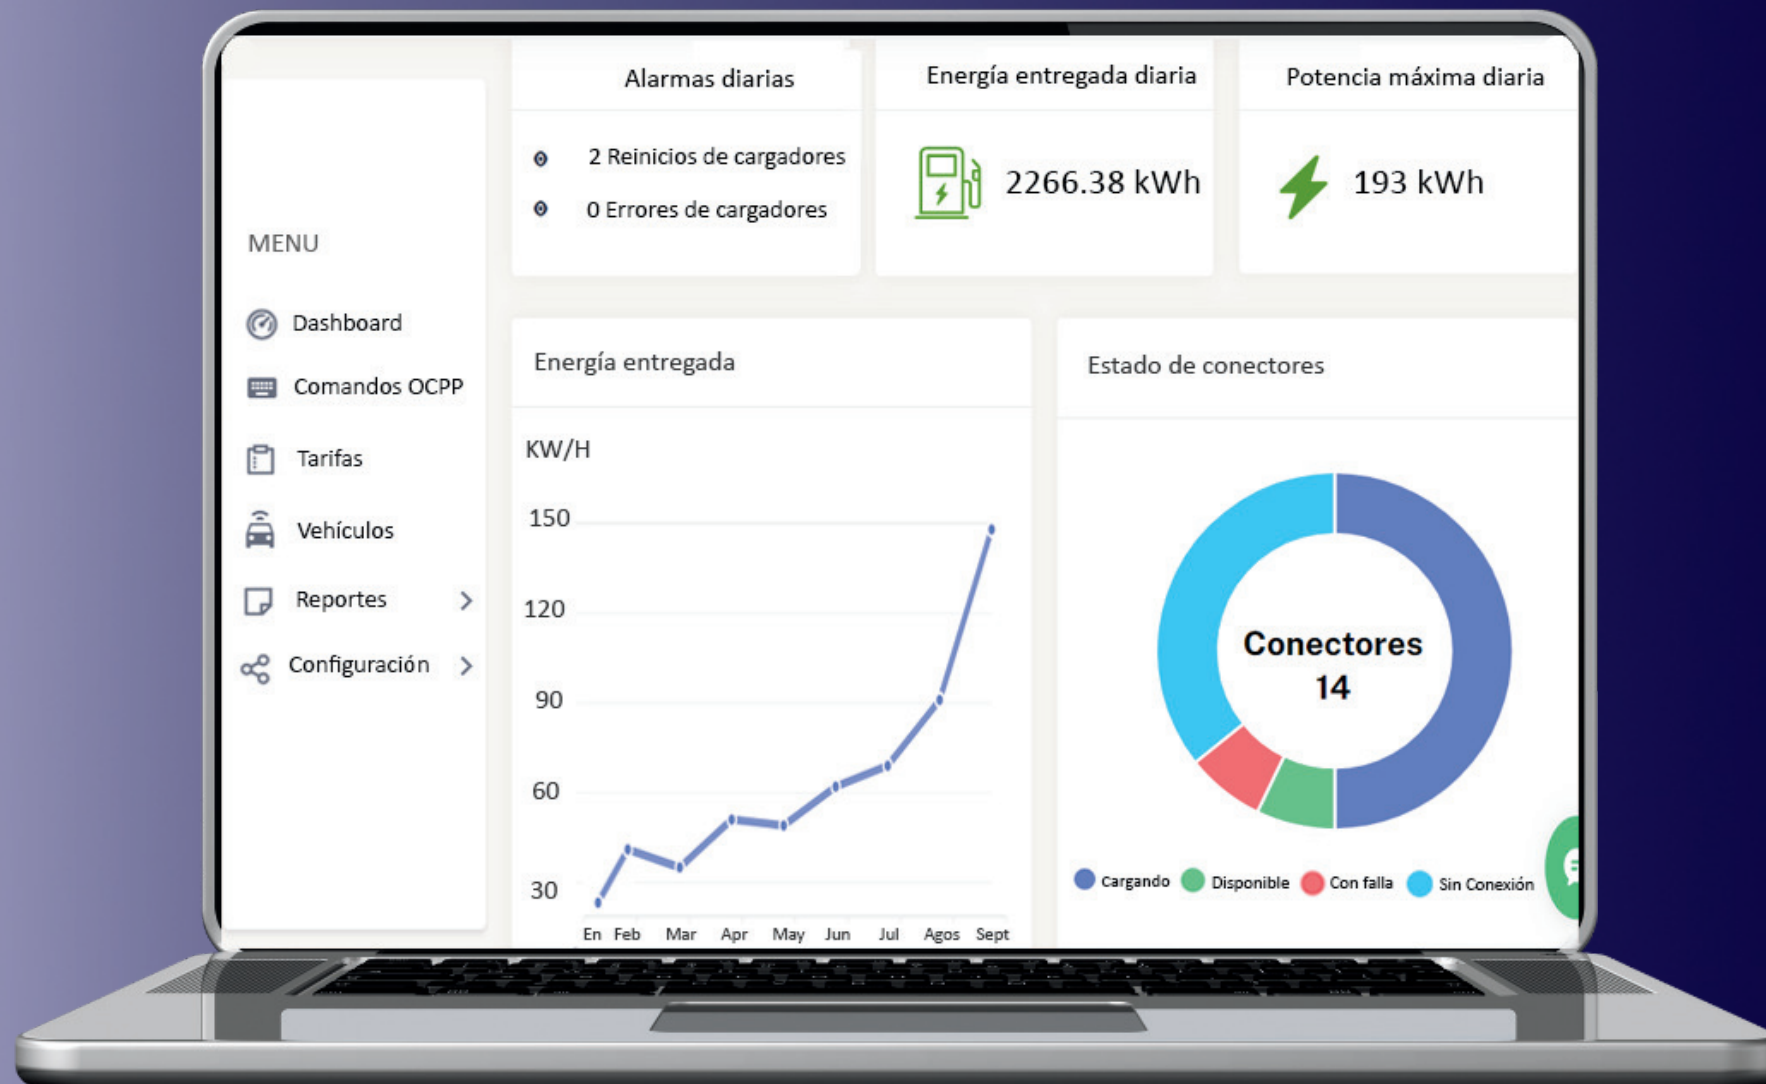 Alarmas diarias
2 Reinicios de cargadores
0 Errores de cargadores
Energía entregada diaria
2266.38 kWh
Potencia máxima diaria
193 kWh
MENU
Dashboard
Comandos OCPP
Tarifas
Vehículos
Reportes
Configuración
Energía entregada
KW/H
150
120
90
60
30
En Feb Mar Apr May Jun Jul Agos Sept
Estado de conectores
Conectores
14
Cargando Disponible Con falla Sin Conexión